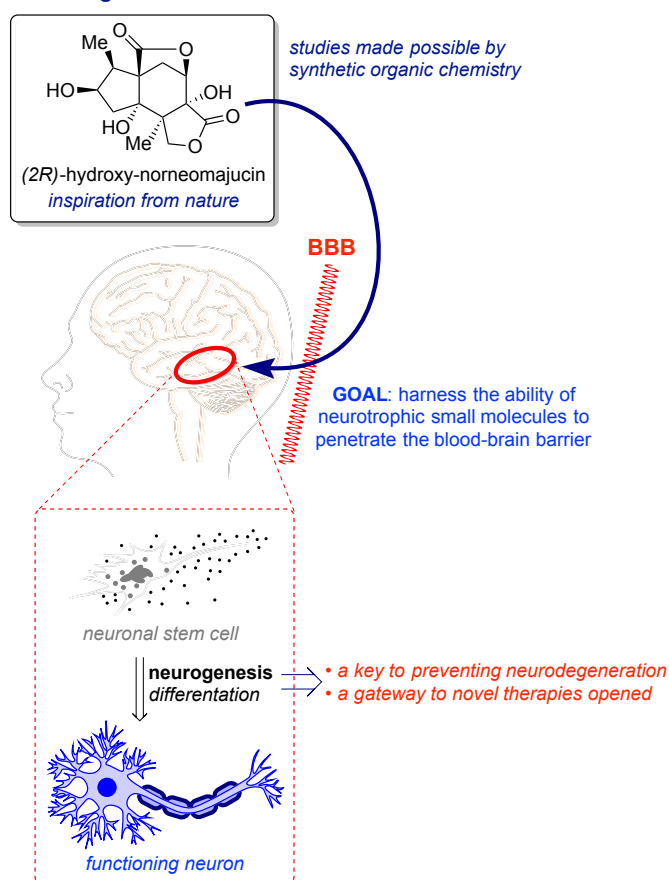 Me
O
O
HO
OH
HO
O
Me
O
(2R)-hydroxy-norneomajucin
inspiration from nature
studies made possible by
synthetic organic chemistry
BBB
GOAL: harness the ability of
neurotrophic small molecules to
penetrate the blood-brain barrier
neuronal stem cell
neurogenesis
differentation
• a key to preventing neurodegeneration
• a gateway to novel therapies opened
functioning neuron